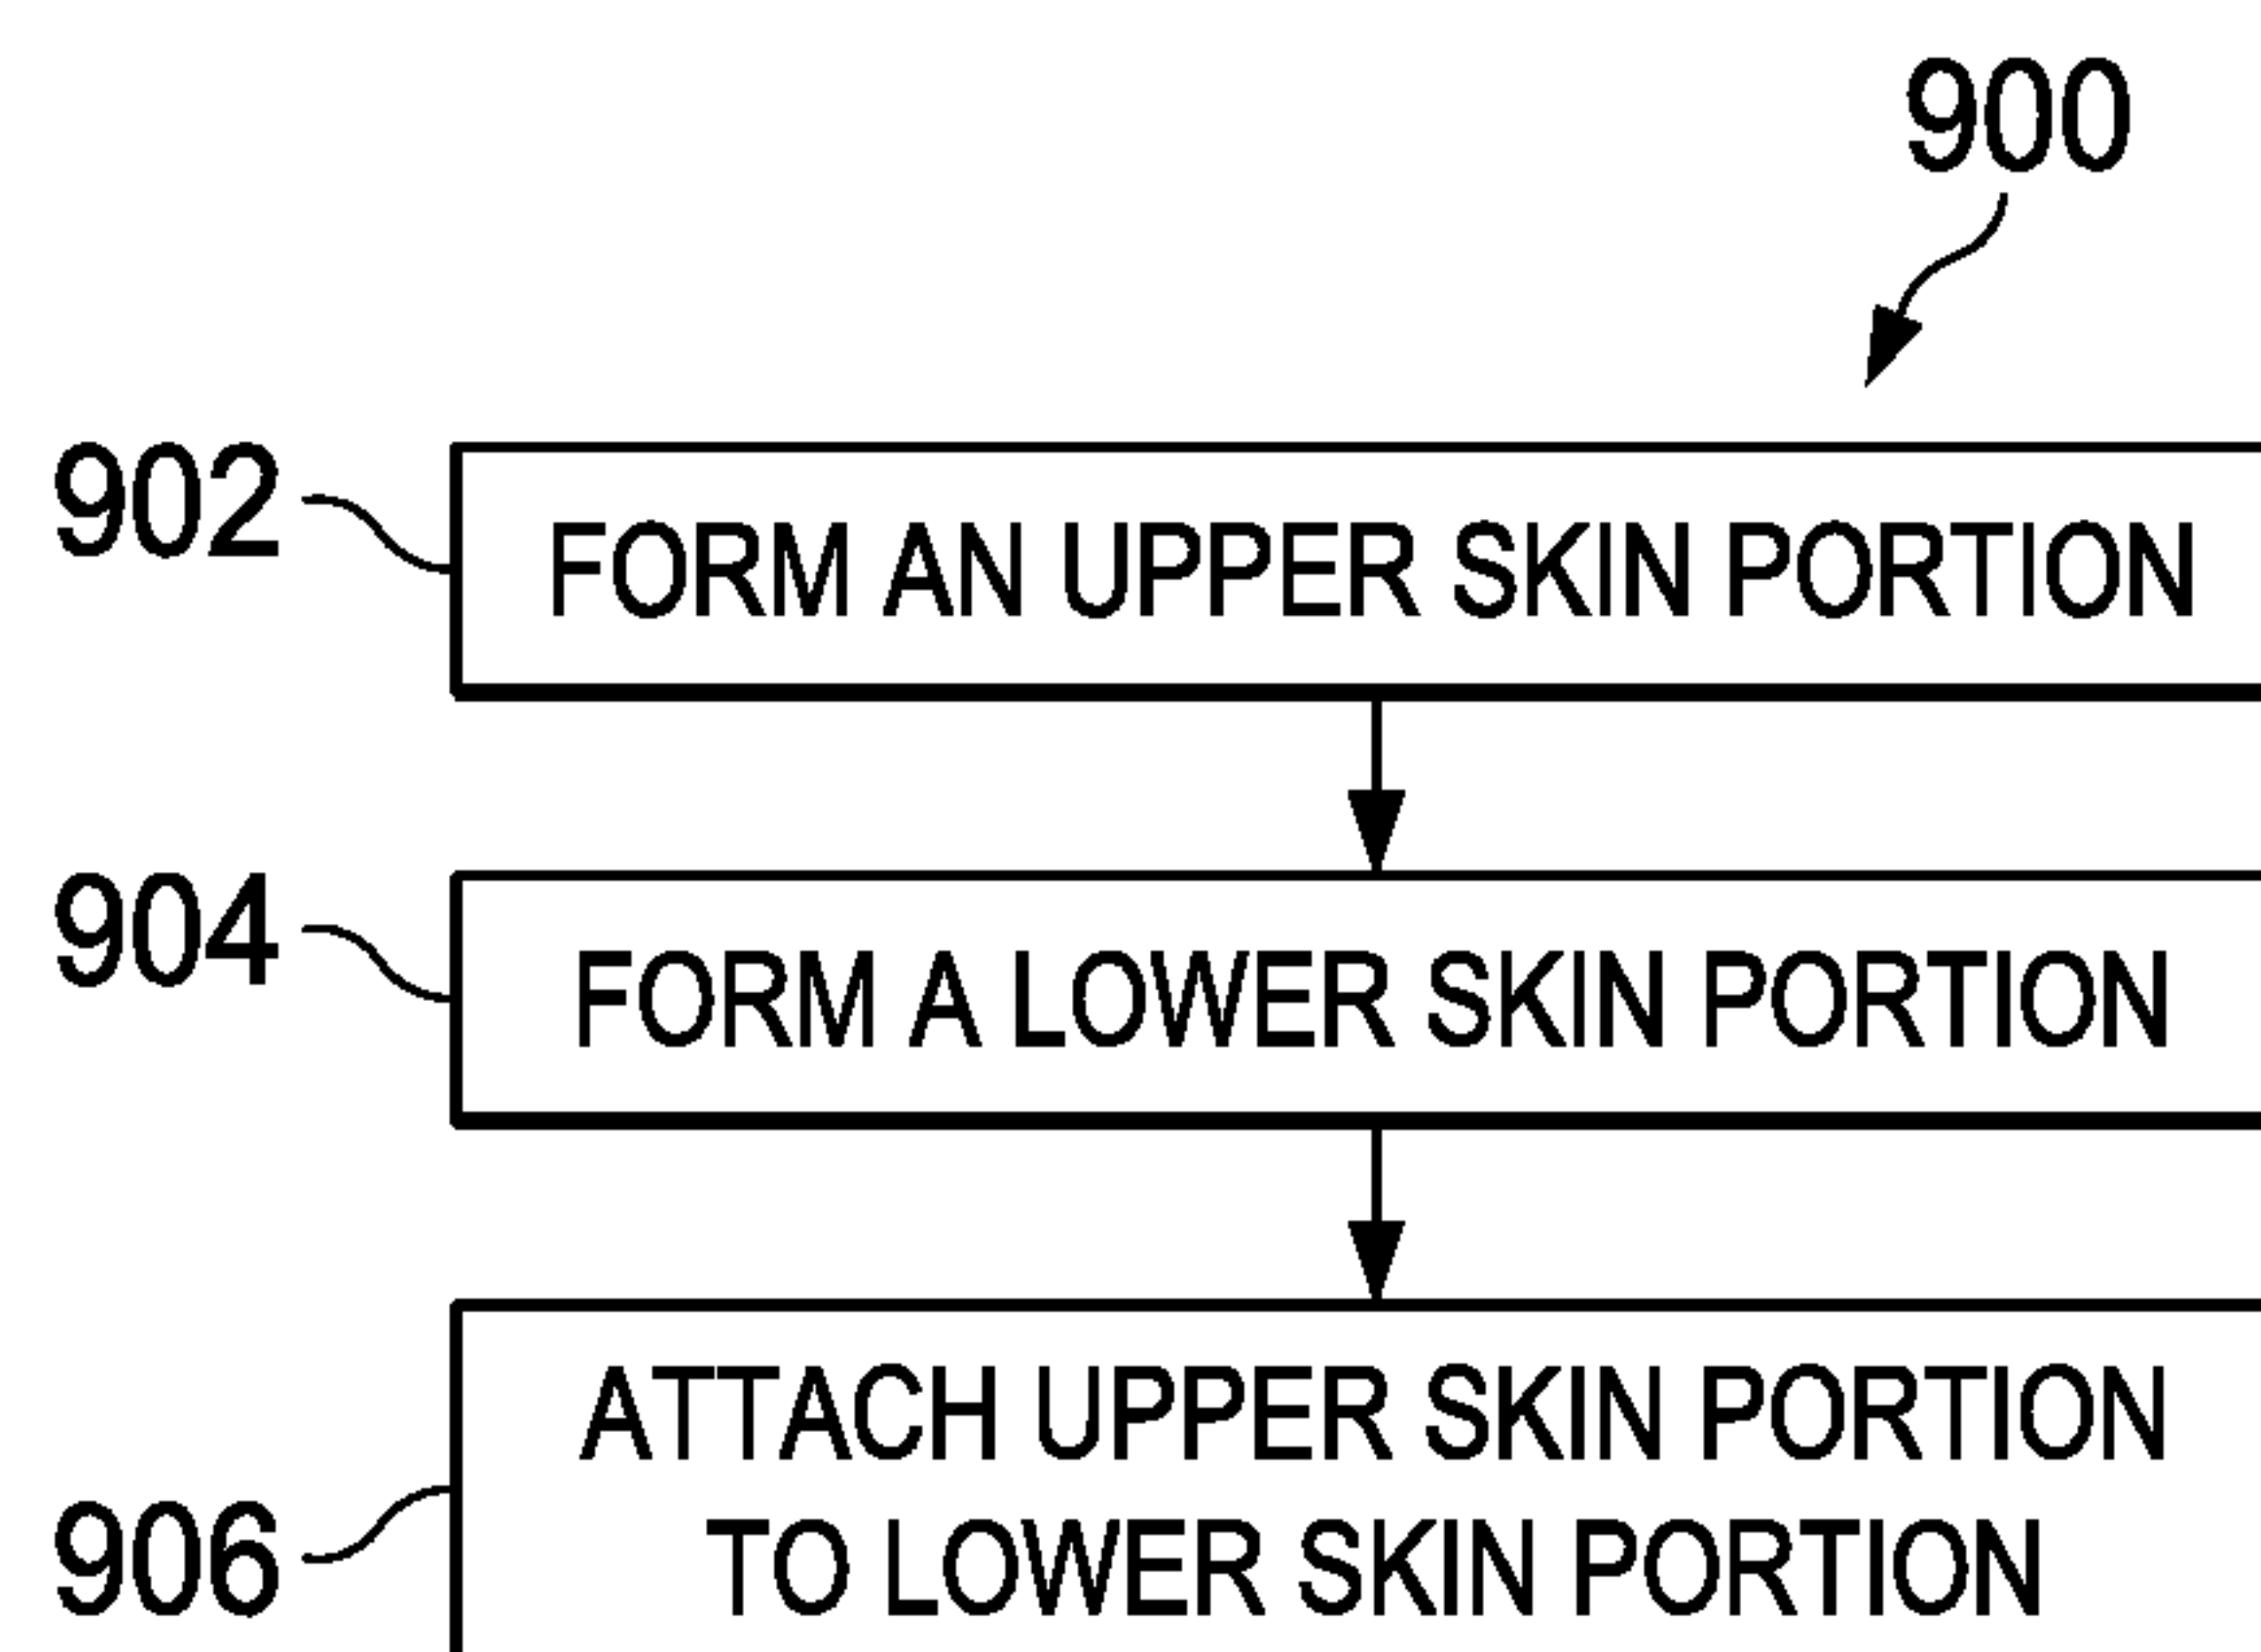 900
902
FORM AN UPPER SKIN PORTION
904
FORM A LOWER SKIN PORTION
ATTACH UPPER SKIN PORTION
906
TO LOWER SKIN PORTION